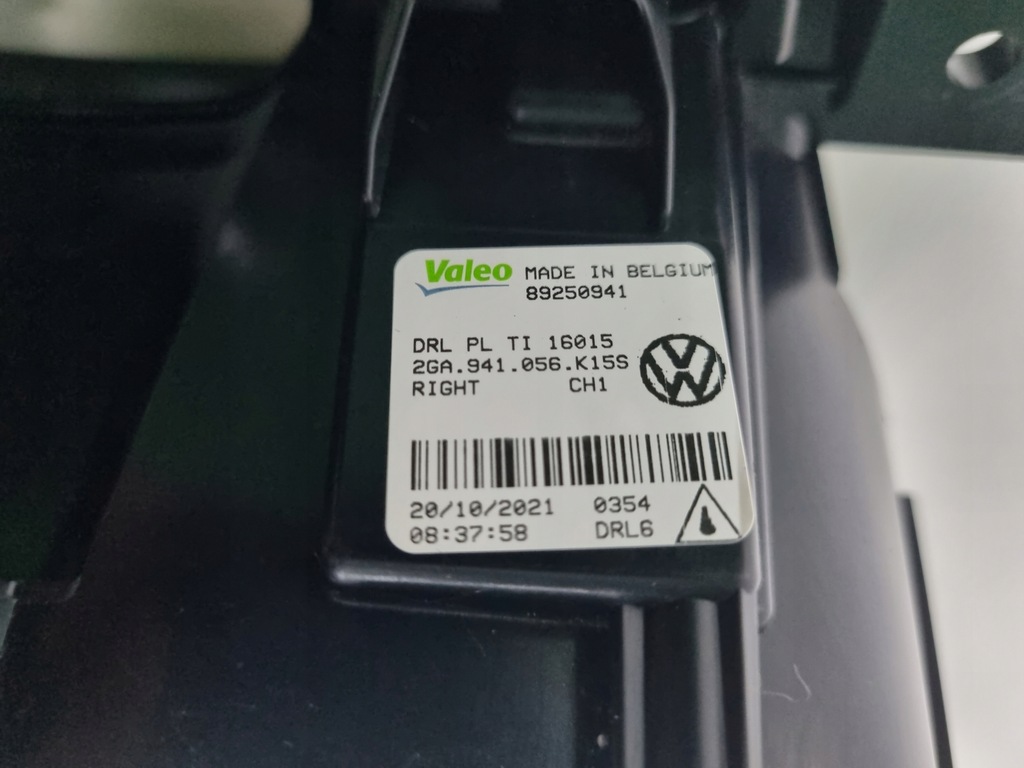 Valeo MADE IN BELGIUM
89250941
DRL PL TI 16015
2GA.941.056.K15S
RIGHT CH1
20/10/2021 0354
08:37:58 DRL6